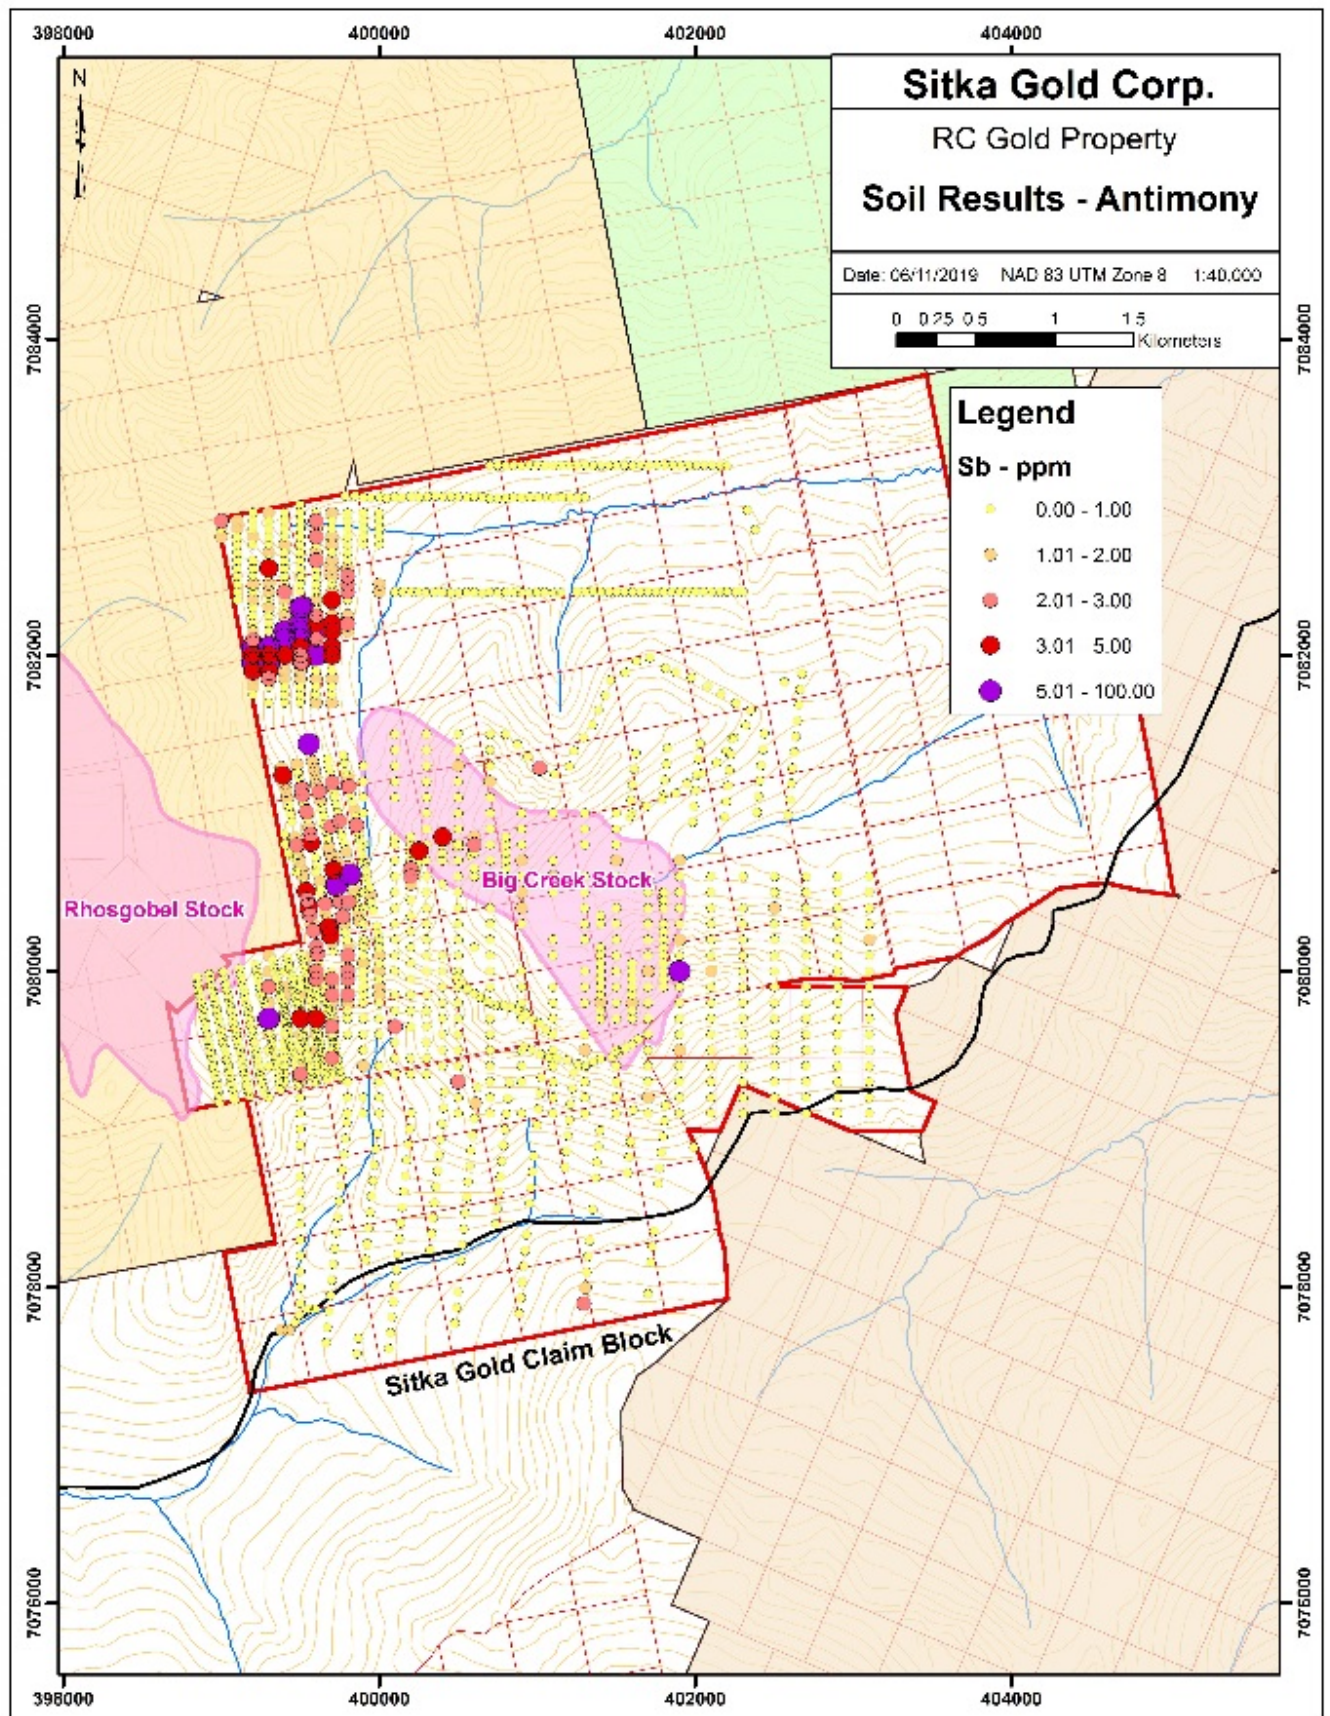 398000 400000 402000 404000
N
Sitka Gold Corp.
RC Gold Property
Soil Results - Antimony
Date: 06/11/2019 NAD 83 UTM Zone 8 1:40,000
0 0.25 0.5 1 1.5
Kilometers
7084000 7084000
Legend
Sb - ppm
0.00 - 1.00
1.01 - 2.00
2.01 - 3.00
3.01 5.00
5.01 - 100.00
7082000 7082000
Big Creek Stock
Rhosgobel Stock
7080000 7080000
7078000 7078000
Sitka Gold Claim Block
7076000 7076000
398000 400000 402000 404000